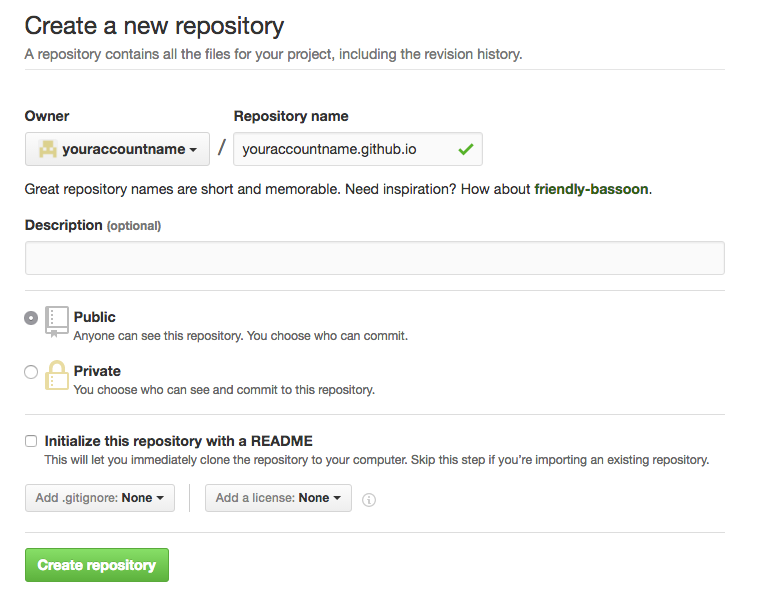 Create a new repository
A repository contains all the files for your project, including the revision history.
Owner
Repository name
youraccountname
/
youraccountname.github.io
Great repository names are short and memorable. Need inspiration? How about friendly-bassoon.
Description (optional)
Public
Anyone can see this repository. You choose who can commit.
Private
You choose who can see and commit to this repository.
Initialize this repository with a README
This will let you immediately clone the repository to your computer. Skip this step if you’re importing an existing repository.
Add .gitignore: None
Add a license: None
Create repository